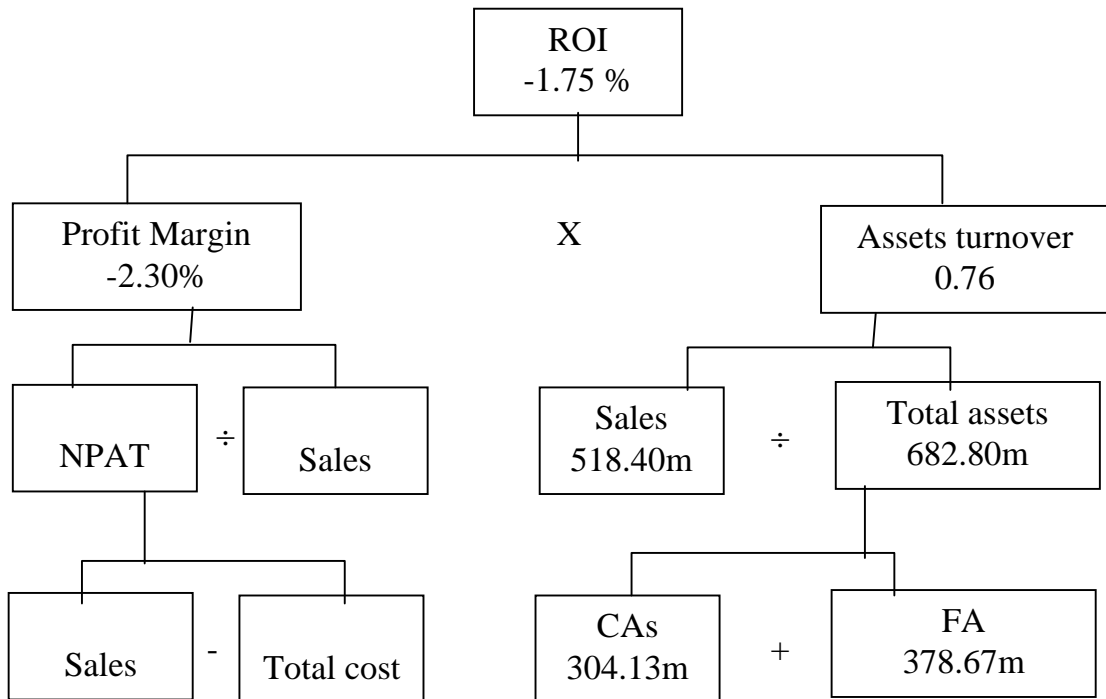 ROI
-1.75 %
Profit Margin
-2.30%
X
Assets turnover
0.76
NPAT
÷
Sales
Sales
518.40m
÷
Total assets
682.80m
Sales
-
Total cost
CAs
304.13m
+
FA
378.67m